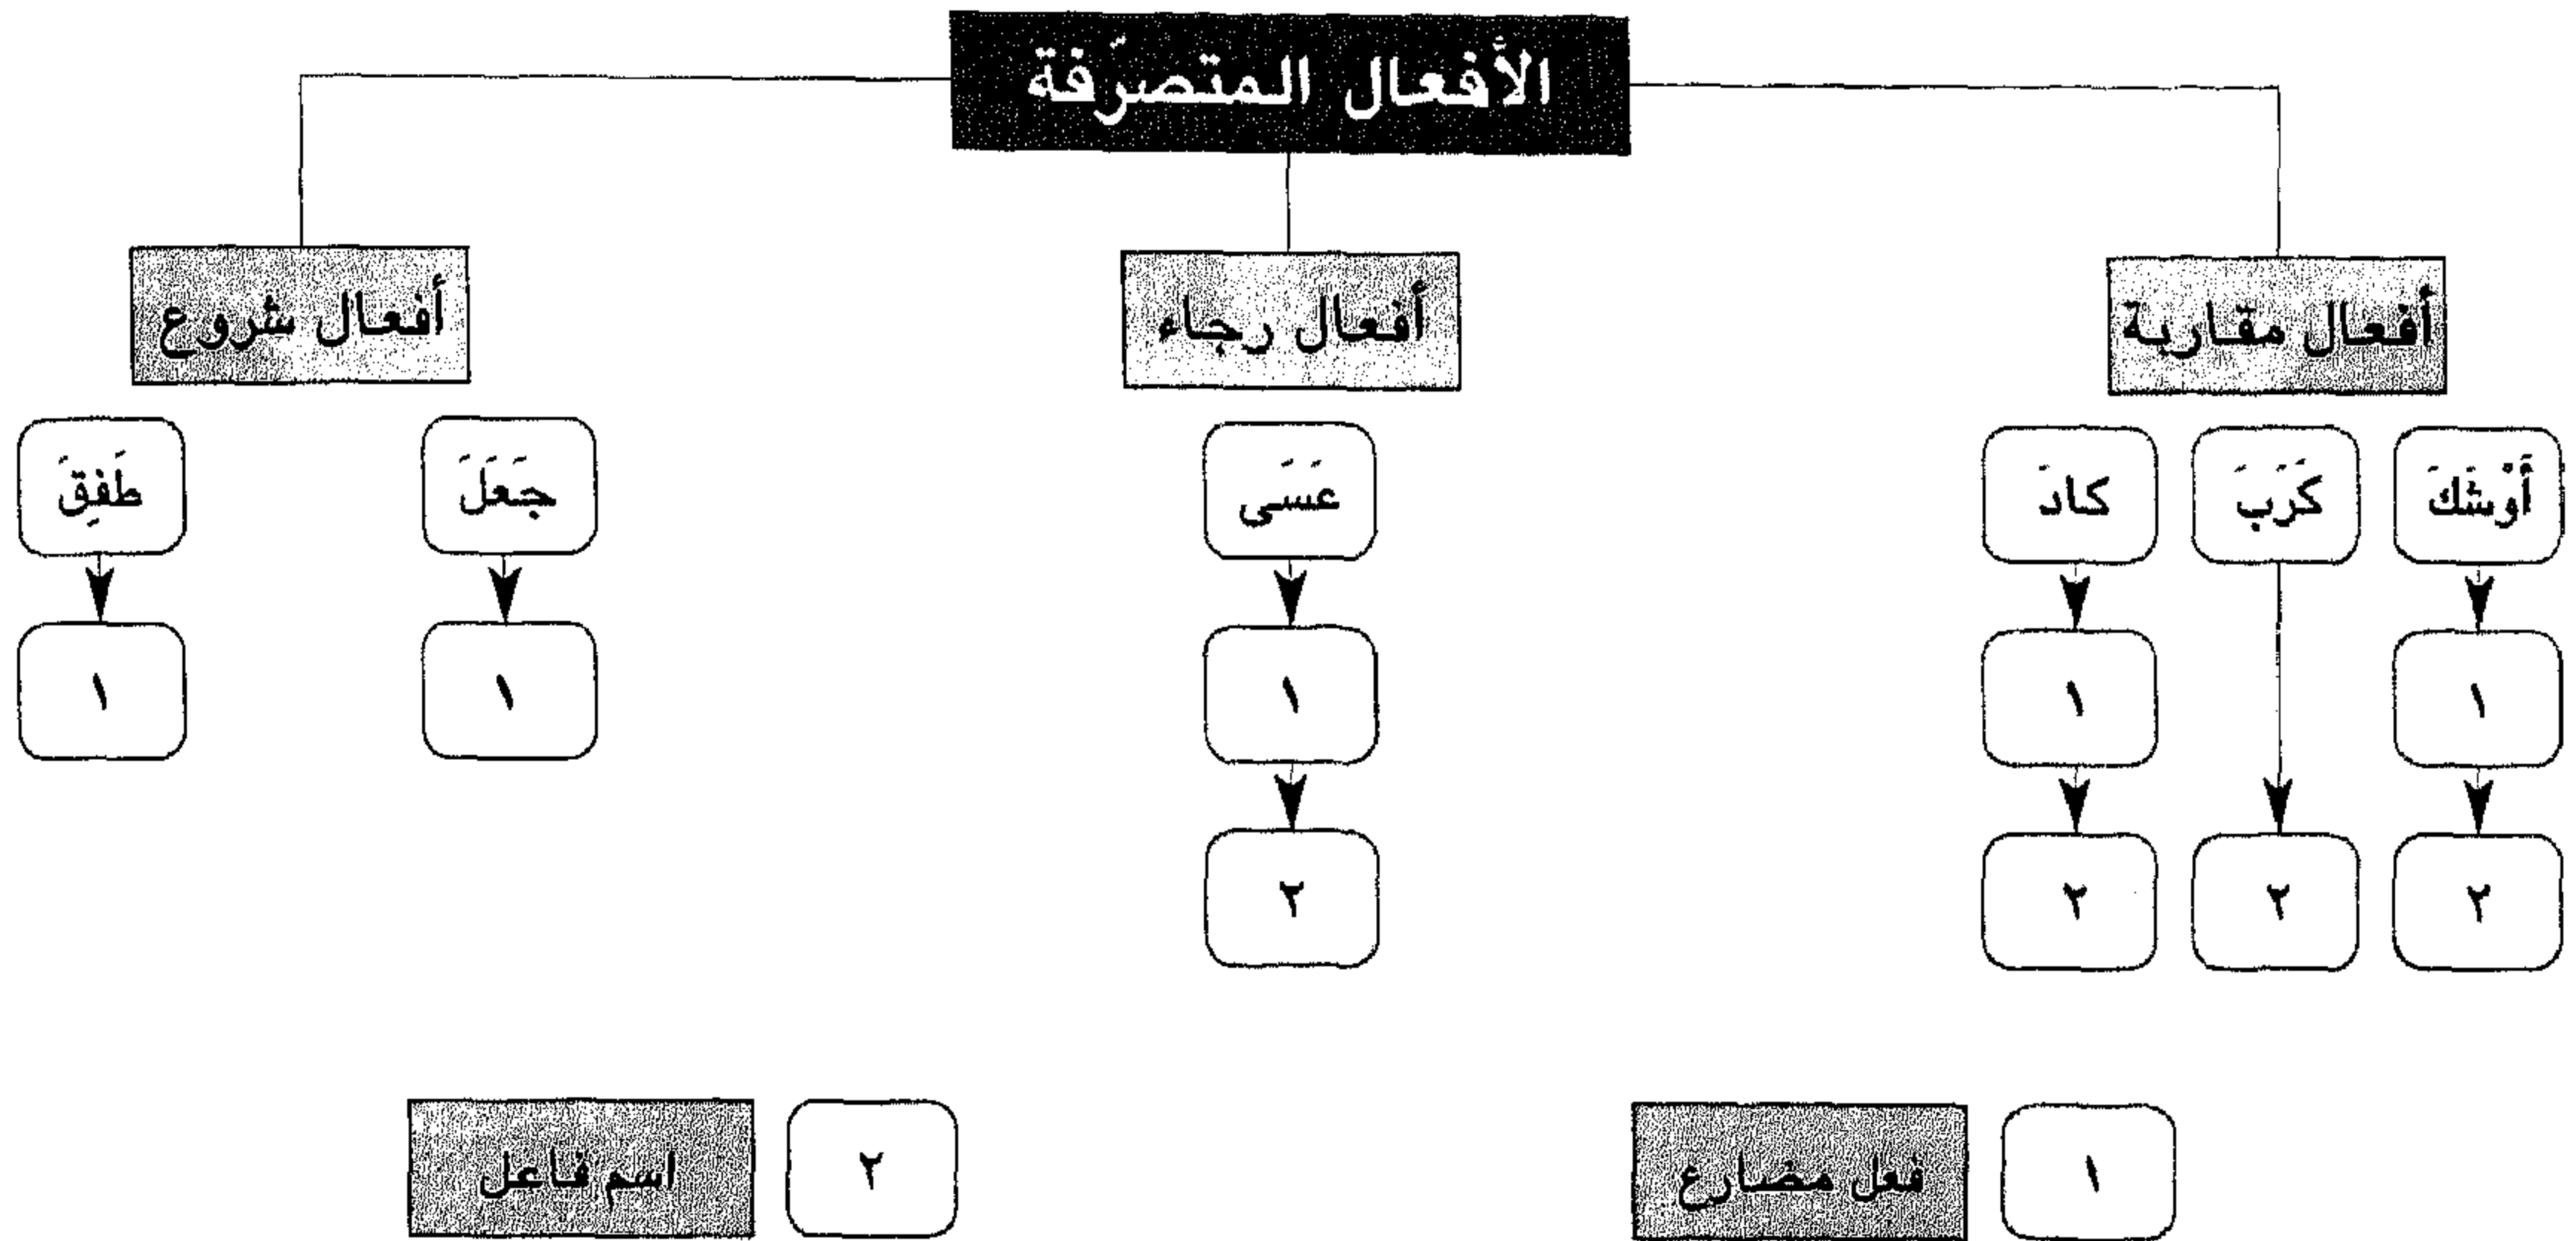 الأفعال المتصرّفة
أفعال مقاربة
أفعال رجاء
أفعال شروع
أَوْشَكَ
كَرَبَ
كادَ
عَسَى
جَعَلَ
طَفِقَ
١
١
١
١
١
٢
٢
٢
٢
١
فعل مضارع
٢
اسم فاعل